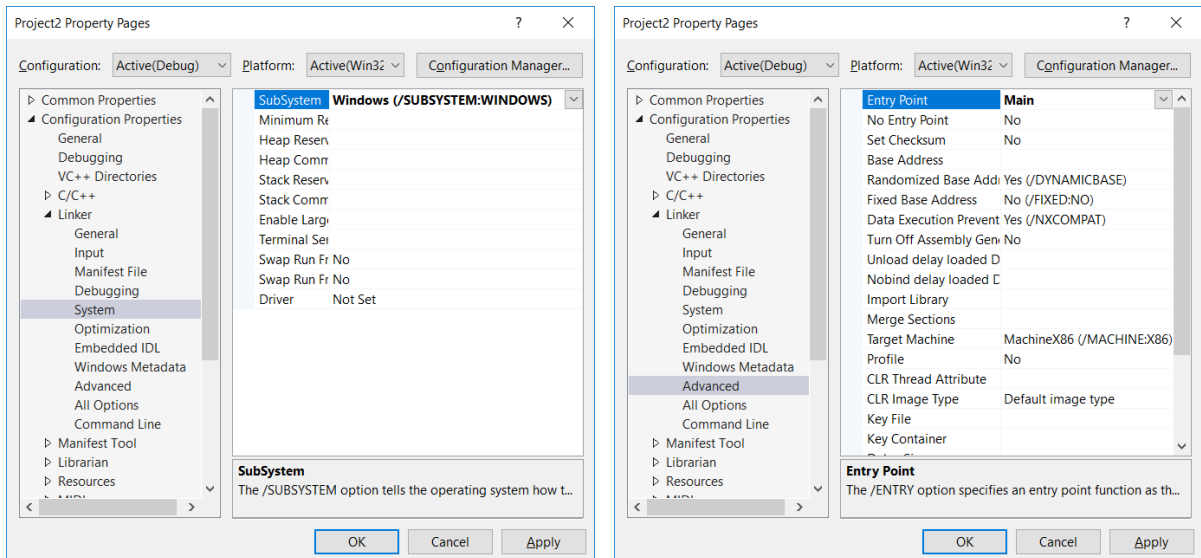 Project2 Property Pages ? ×
Configuration: Active(Debug) Platform: Active(Win32 Configuration Manager...
Common Properties
Configuration Properties
General
Debugging
VC++ Directories
C/C++
Linker
General
Input
Manifest File
Debugging
System
Optimization
Embedded IDL
Windows Metadata
Advanced
All Options
Command Line
Manifest Tool
Librarian
Resources
SubSystem Windows (/SUBSYSTEM:WINDOWS)
Minimum Re
Heap Reserv
Heap Comm
Stack Reserv
Stack Comm
Enable Large
Terminal Ser
Swap Run Fr No
Swap Run Fr No
Driver Not Set
SubSystem
The /SUBSYSTEM option tells the operating system how t...
OK Cancel Apply
Project2 Property Pages ? ×
Configuration: Active(Debug) Platform: Active(Win32 Configuration Manager...
Common Properties
Configuration Properties
General
Debugging
VC++ Directories
C/C++
Linker
General
Input
Manifest File
Debugging
System
Optimization
Embedded IDL
Windows Metadata
Advanced
All Options
Command Line
Manifest Tool
Librarian
Resources
Entry Point Main
No Entry Point No
Set Checksum No
Base Address
Randomized Base Addr Yes (/DYNAMICBASE)
Fixed Base Address No (/FIXED:NO)
Data Execution Prevent Yes (/NXCOMPAT)
Turn Off Assembly Gen No
Unload delay loaded D
Nobind delay loaded D
Import Library
Merge Sections
Target Machine MachineX86 (/MACHINE:X86)
Profile No
CLR Thread Attribute
CLR Image Type Default image type
Key File
Key Container
Entry Point
The /ENTRY option specifies an entry point function as th...
OK Cancel Apply